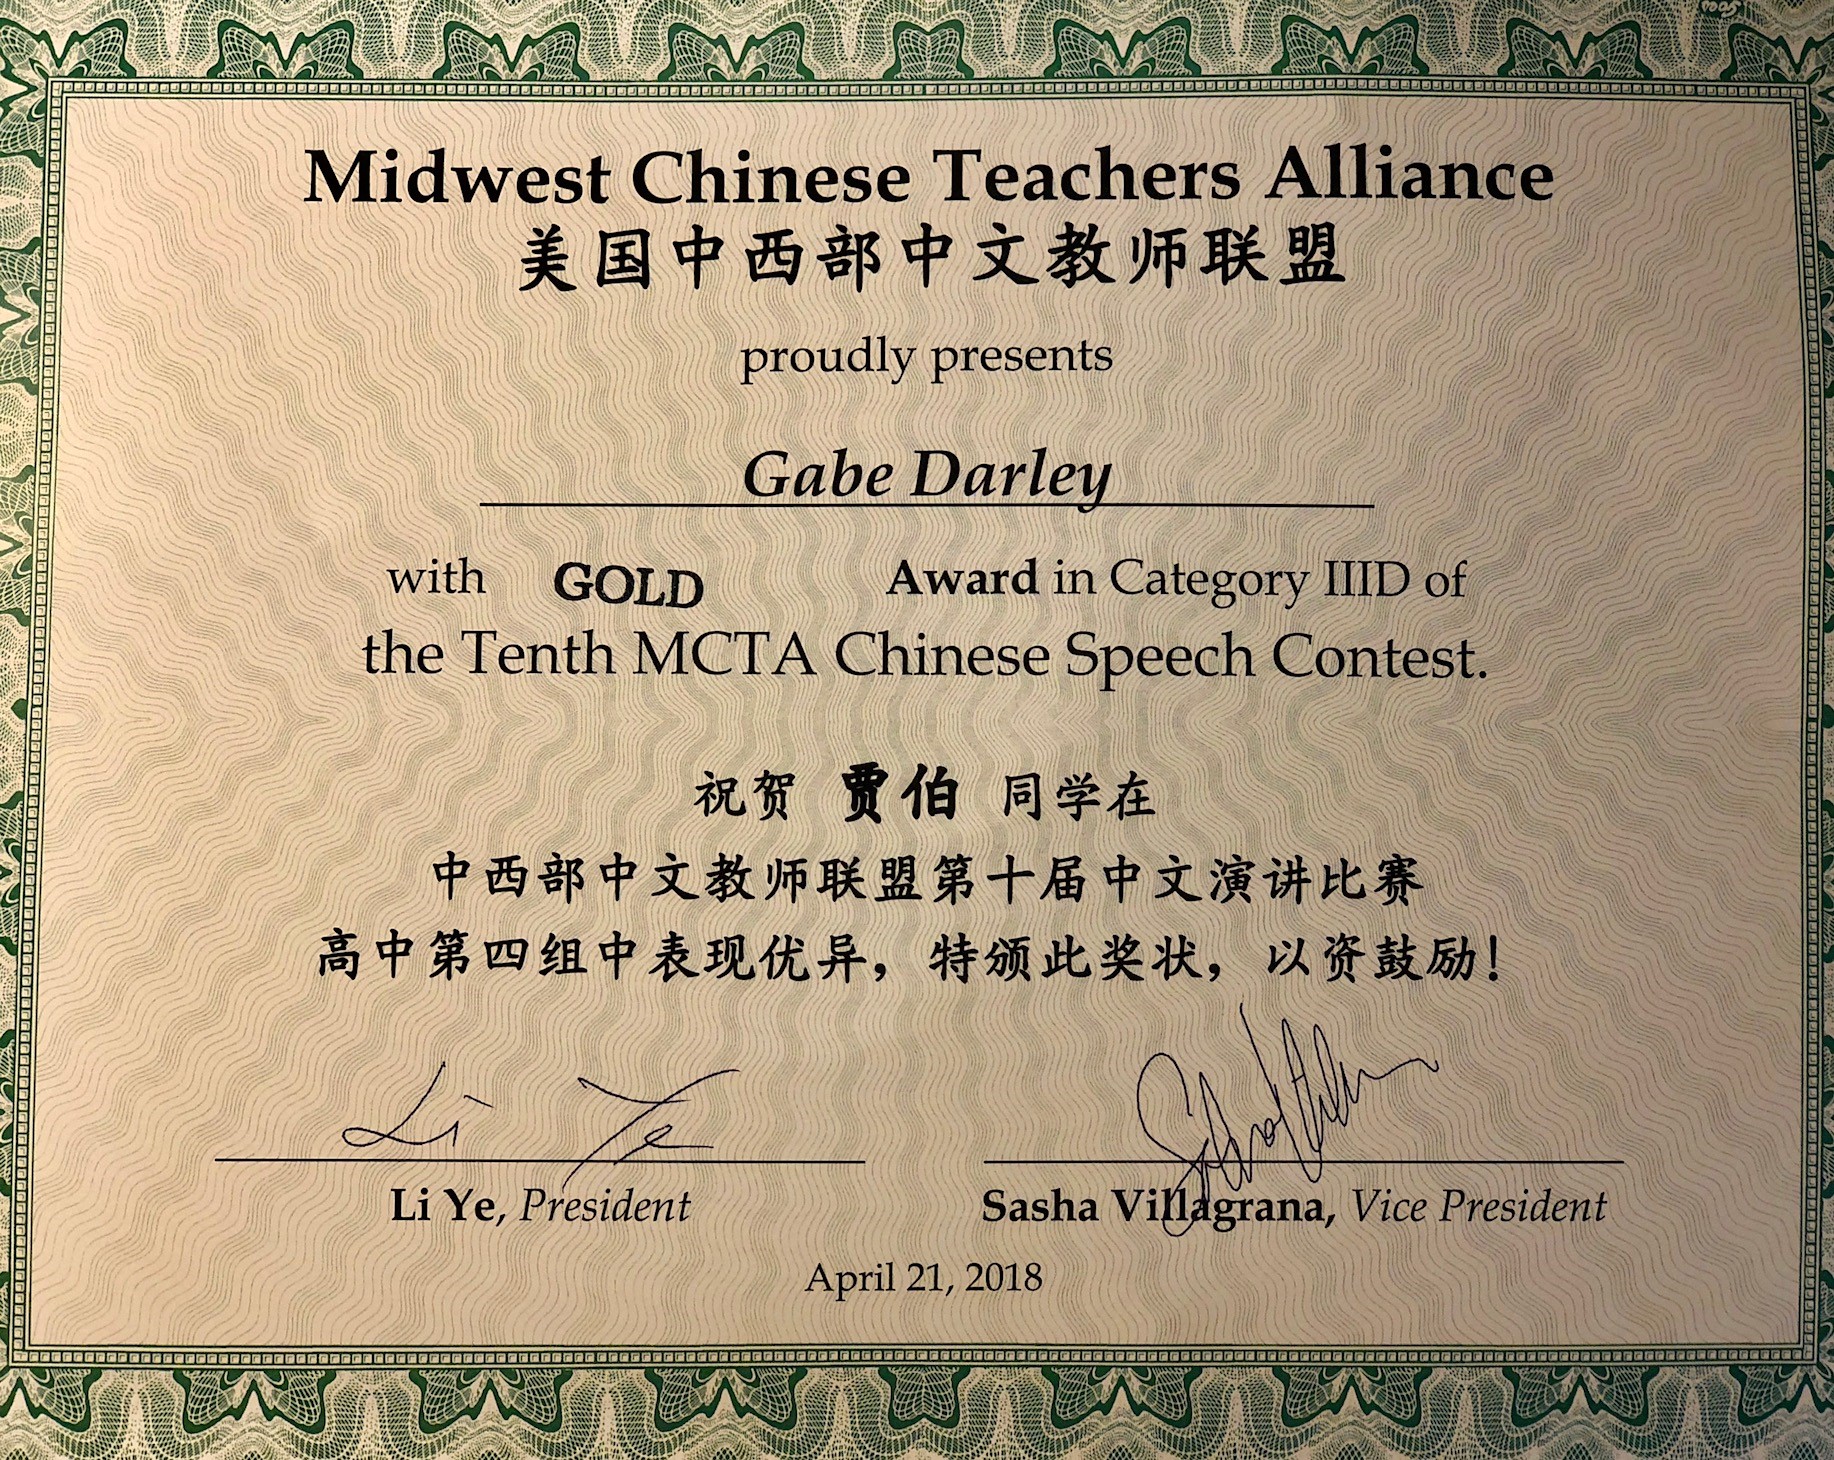 Midwest Chinese Teachers Alliance
美国中西部中文教师联盟
proudly presents
Gabe Darley
with GOLD Award in Category IIID of
the Tenth MCTA Chinese Speech Contest.
祝贺 贾伯 同学在
中西部中文教师联盟第十届中文演讲比赛
高中第四组中表现优异，特颁此奖状，以资鼓励！
Li Ye
Li Ye, President
Sasha Villagrana, Vice President
April 21, 2018